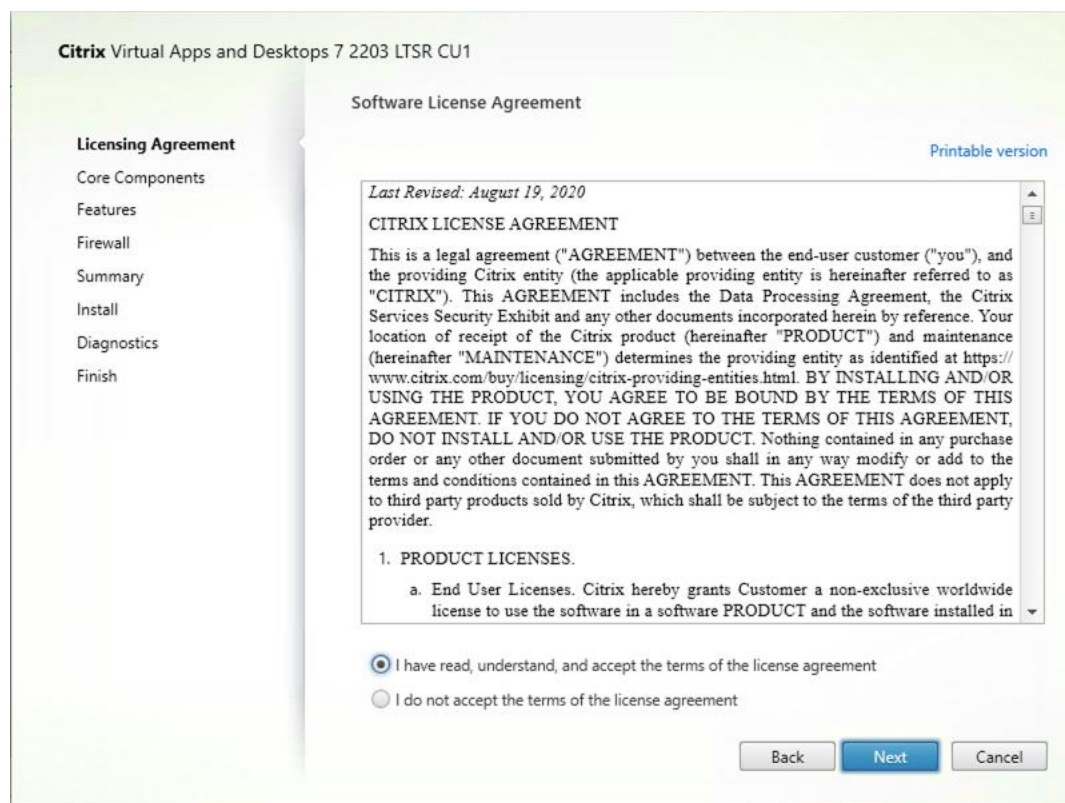 Citrix Virtual Apps and Desktops 7 2203 LTSR CU1
Licensing Agreement
Core Components
Features
Firewall
Summary
Install
Diagnostics
Finish
Software License Agreement
Printable version
Last Revised: August 19, 2020
CITRIX LICENSE AGREEMENT
This is a legal agreement ("AGREEMENT") between the end-user customer ("you"), and
the providing Citrix entity (the applicable providing entity is hereinafter referred to as
"CITRIX"). This AGREEMENT includes the Data Processing Agreement, the Citrix
Services Security Exhibit and any other documents incorporated herein by reference. Your
location of receipt of the Citrix product (hereinafter "PRODUCT") and maintenance
(hereinafter "MAINTENANCE") determines the providing entity as identified at https://
www.citrix.com/buy/licensing/citrix-providing-entities.html. BY INSTALLING AND/OR
USING THE PRODUCT, YOU AGREE TO BE BOUND BY THE TERMS OF THIS
AGREEMENT. IF YOU DO NOT AGREE TO THE TERMS OF THIS AGREEMENT,
DO NOT INSTALL AND/OR USE THE PRODUCT. Nothing contained in any purchase
order or any other document submitted by you shall in any way modify or add to the
terms and conditions contained in this AGREEMENT. This AGREEMENT does not apply
to third party products sold by Citrix, which shall be subject to the terms of the third party
provider.
1. PRODUCT LICENSES.
a. End User Licenses. Citrix hereby grants Customer a non-exclusive worldwide
license to use the software in a software PRODUCT and the software installed in
I have read, understand, and accept the terms of the license agreement
I do not accept the terms of the license agreement
Back Next Cancel